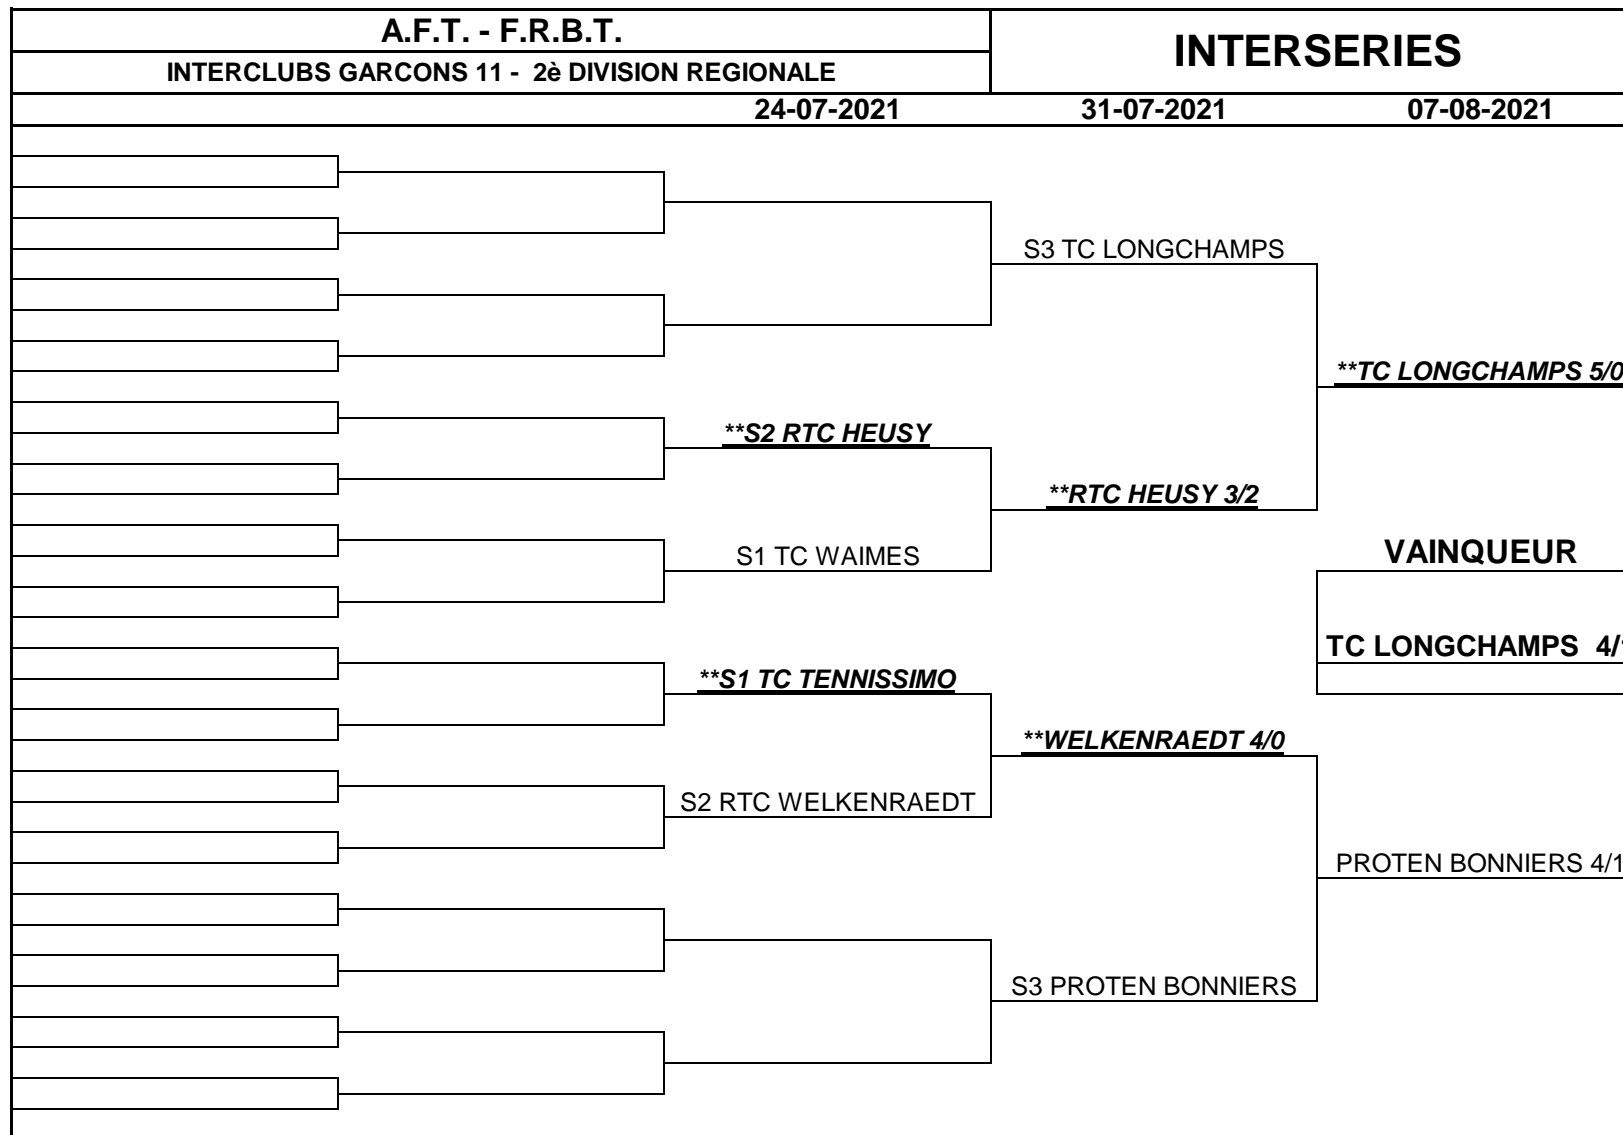 A.F.T. - F.R.B.T.
INTERSERIES
INTERCLUBS GARCONS 11 - 2è DIVISION REGIONALE
24-07-2021 31-07-2021 07-08-2021
S3 TC LONGCHAMPS
**TC LONGCHAMPS 5/0
**S2 RTC HEUSY
**RTC HEUSY 3/2
S1 TC WAIMES
VAINQUEUR
TC LONGCHAMPS 4/
**S1 TC TENNISSIMO
**WELKENRAEDT 4/0
S2 RTC WELKENRAEDT
PROTEN BONNIERS 4/1
S3 PROTEN BONNIERS